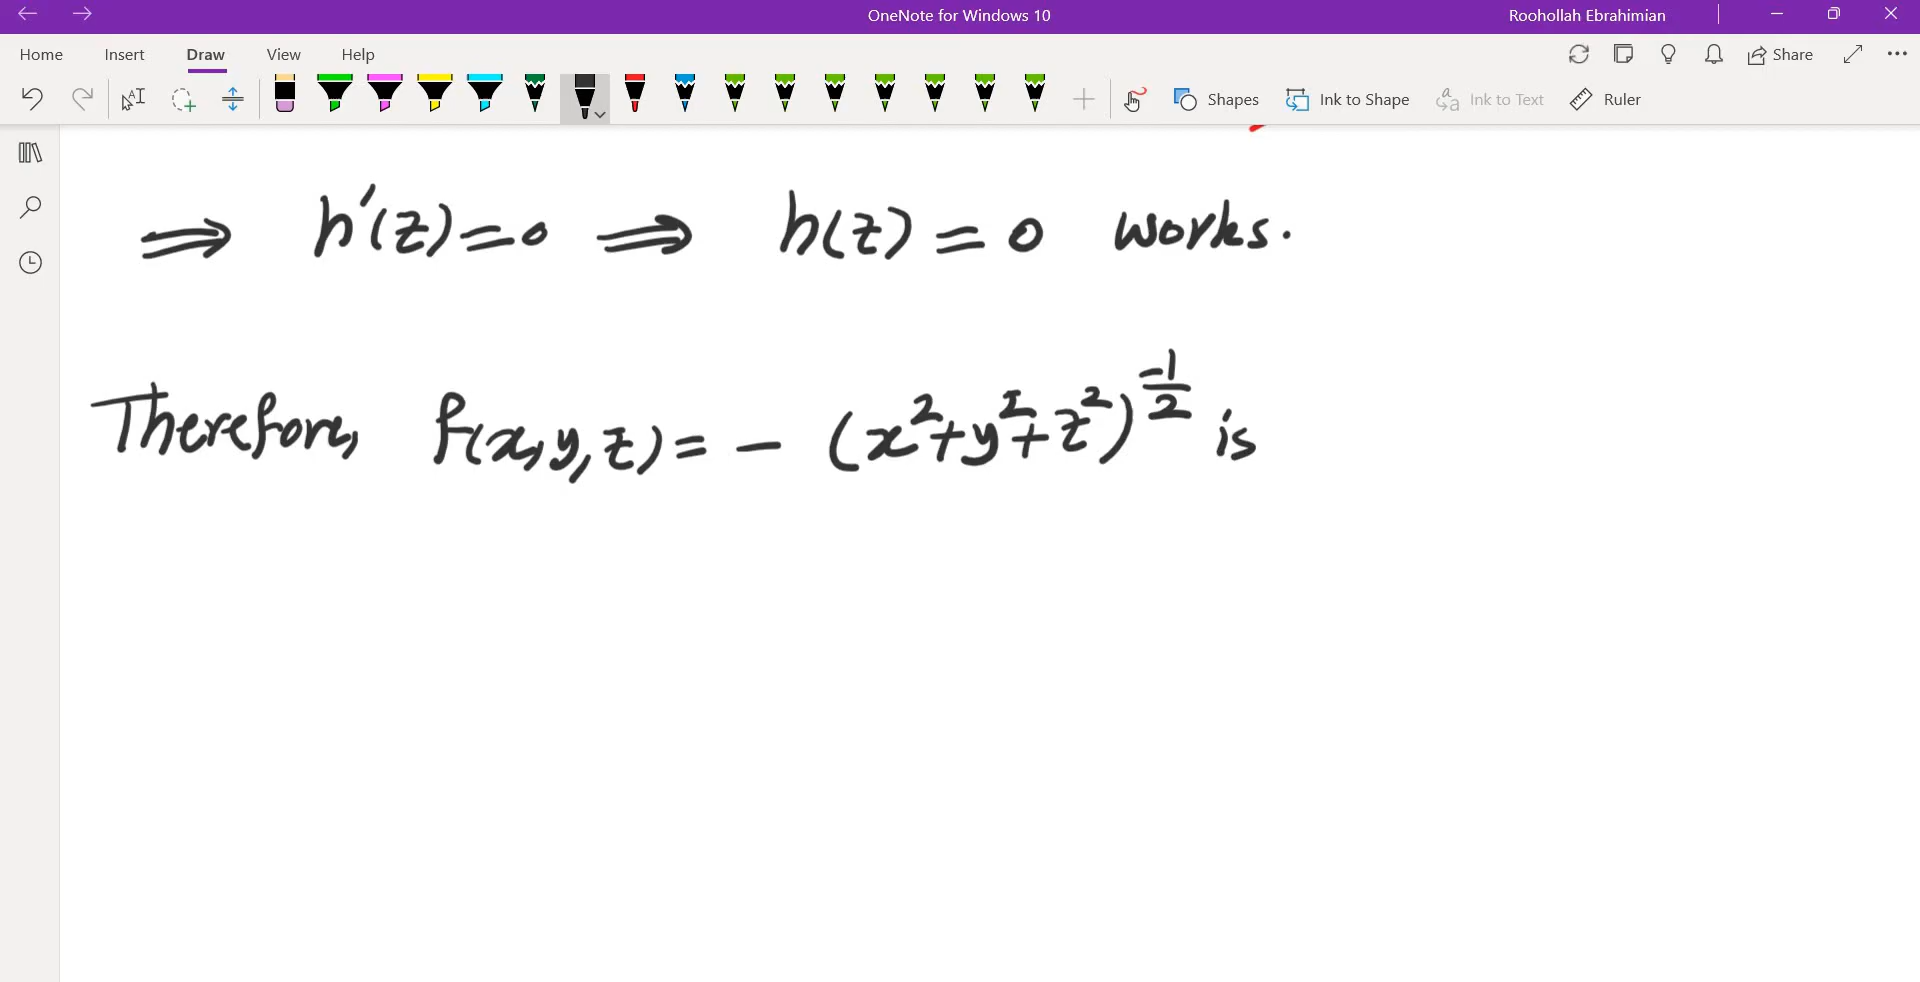 OneNote for Windows 10 Roohollah Ebrahimian
Home Insert Draw View Help Share
Shapes Ink to Shape Ink to Text Ruler
⇒ h'(z)=0 ⇒ h(z) = 0 works.
Therefore, f(x,y,z) = - (x²+y²+z²)^(-1/2) is